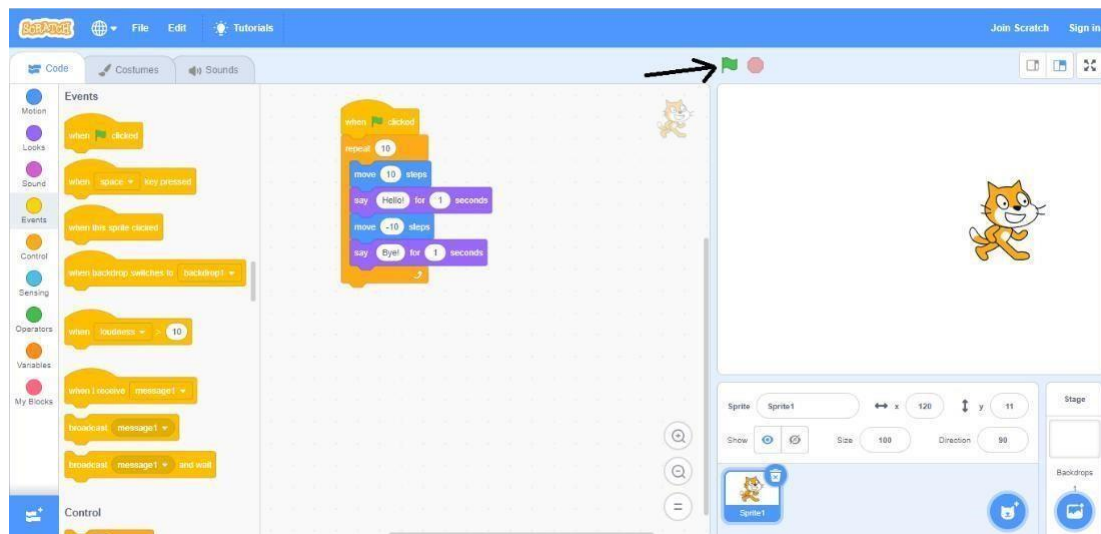 SCRATCH File Edit Tutorials Join Scratch Sign in
Code Costumes Sounds
Motion
Looks
Sound
Events
Control
Sensing
Operators
Variables
My Blocks
Events
when clicked
when space key pressed
when this sprite clicked
when backdrop switches to backdrop1
when loudness > 10
when I receive message1
broadcast message1
broadcast message1 and wait
Control
when clicked
repeat 10
move 10 steps
say Hello! for 1 seconds
move -10 steps
say Bye! for 1 seconds
Sprite Sprite1 x 120 y 11
Show Size 100 Direction 90
Sprite1
Stage
Backdrops
1